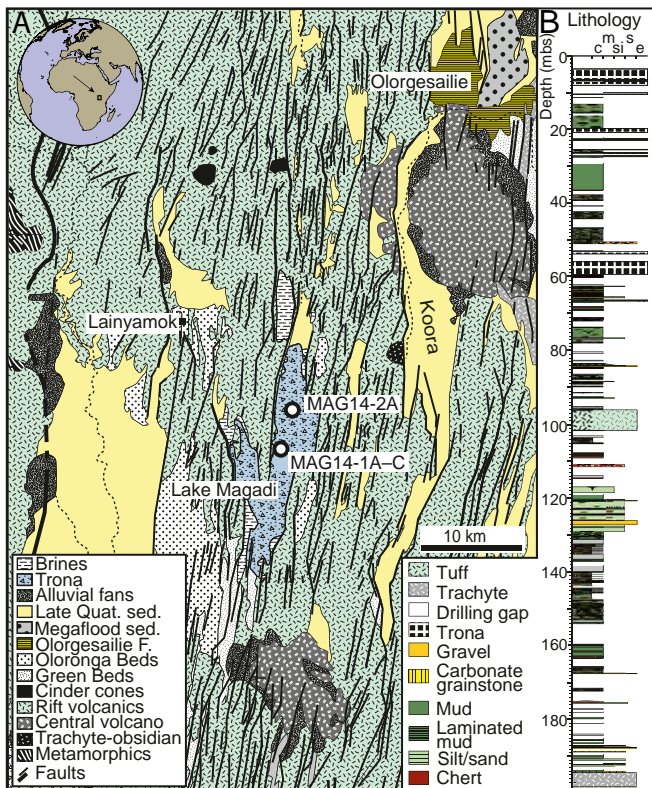 A
B
Lithology
c m si. s e
Depth (mbs)
0
20
40
60
80
100
120
140
160
180
Olorgesailie
Koora
Lainyamok
MAG14-2A
MAG14-1A–C
Lake Magadi
10 km
Brines
Trona
Alluvial fans
Late Quat. sed.
Megaflood sed.
Olorgesailie F.
Oloronga Beds
Green Beds
Cinder cones
Rift volcanics
Central volcano
Trachyte-obsidian
Metamorphics
Faults
Tuff
Trachyte
Drilling gap
Trona
Gravel
Carbonate
grainstone
Mud
Laminated
mud
Silt/sand
Chert